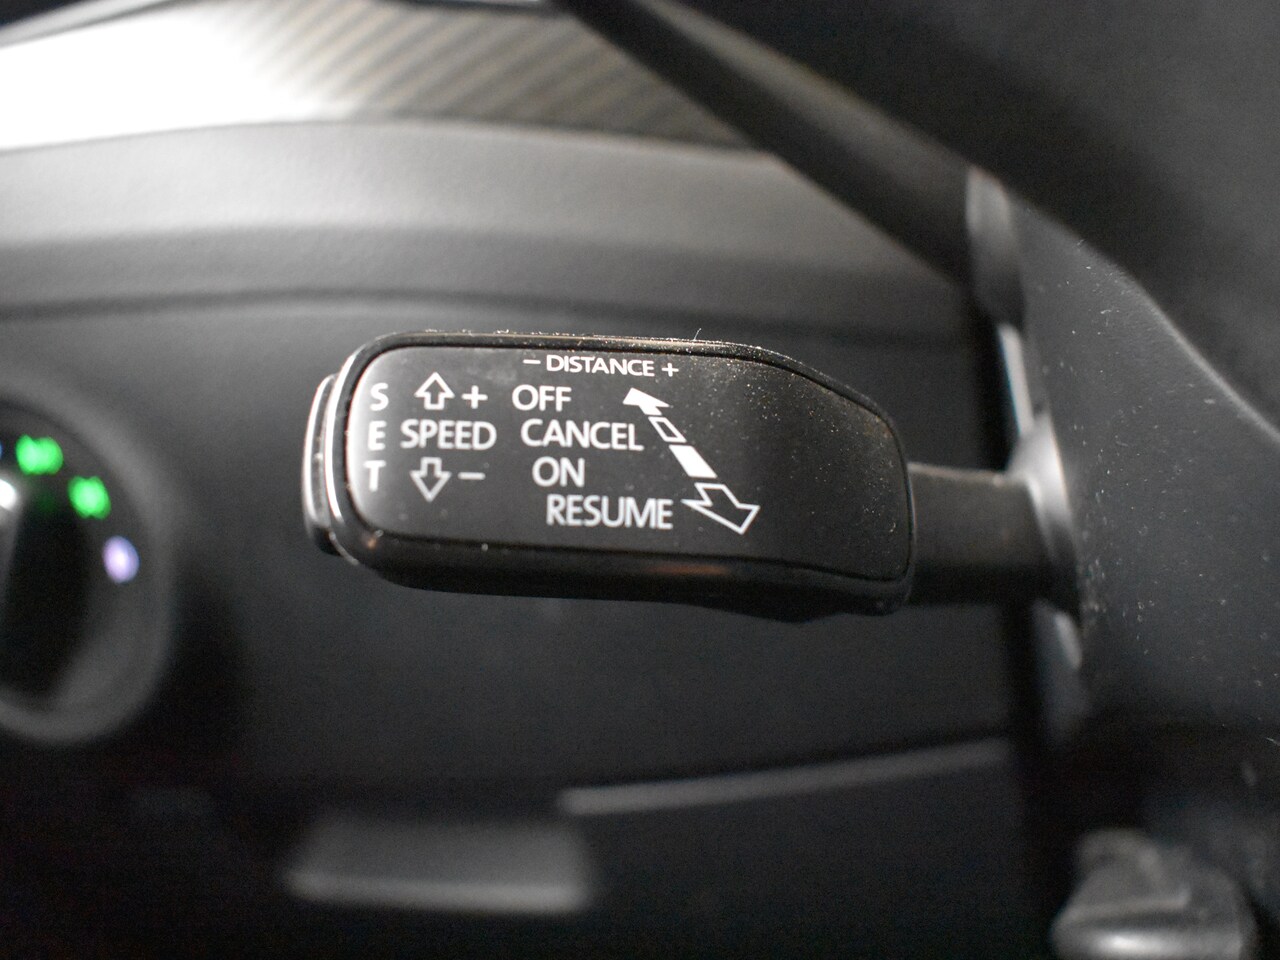 − DISTANCE +
S + OFF
E SPEED CANCEL
T − ON
RESUME